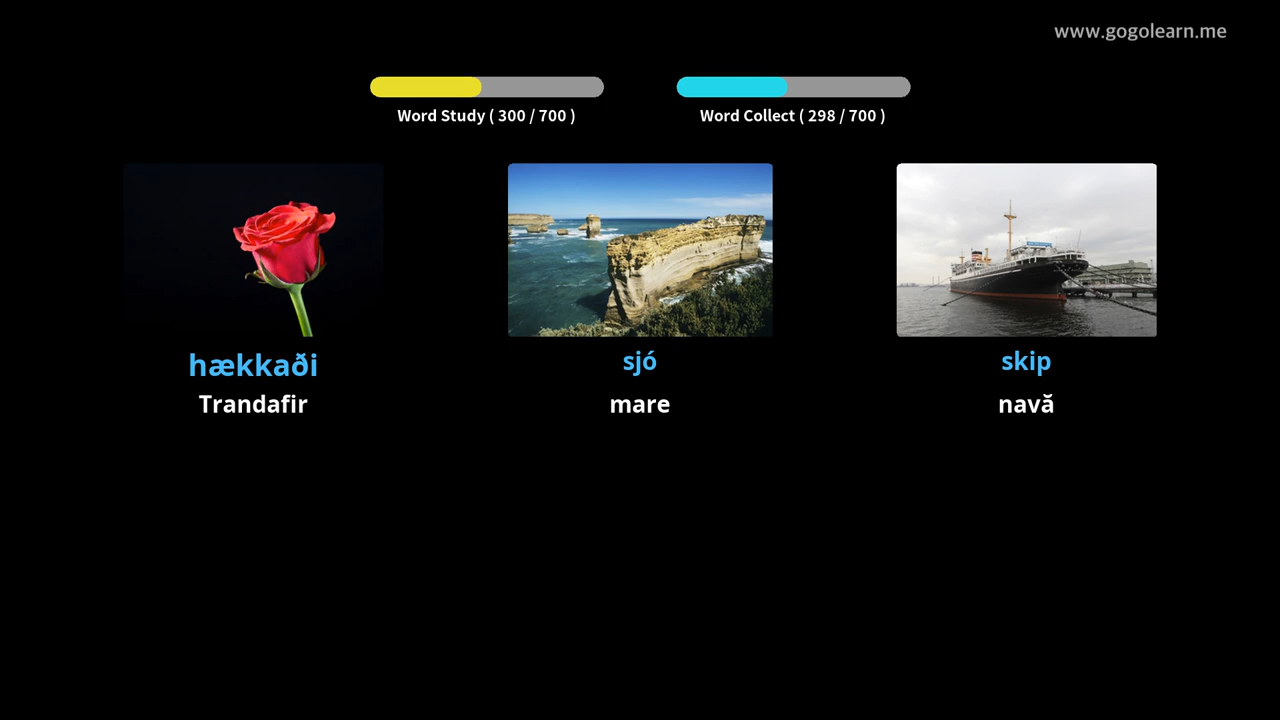 www.gogolearn.me
Word Study ( 300 / 700 )
Word Collect ( 298 / 700 )
hækkaði
Trandafir
sjó
mare
skip
navă